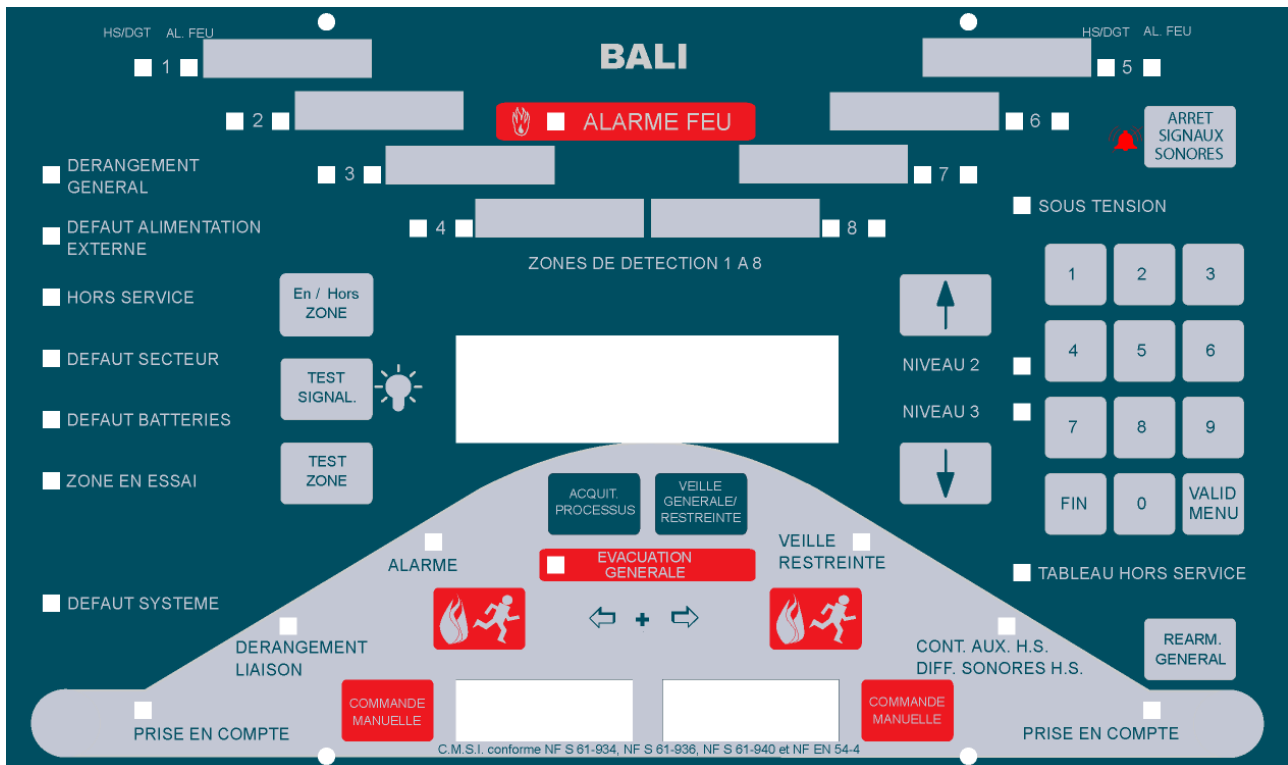 HS/DGT AL. FEU
HS/DGT AL. FEU
BALI
1
5
2
6
ALARME FEU
ARRET
SIGNAUX
SONORES
3
7
DERANGEMENT
GENERAL
4
8
SOUS TENSION
DEFAUT ALIMENTATION
EXTERNE
ZONES DE DETECTION 1 A 8
HORS SERVICE
En / Hors
ZONE
1
2
3
DEFAUT SECTEUR
TEST
SIGNAL.
NIVEAU 2
4
5
6
DEFAUT BATTERIES
NIVEAU 3
7
8
9
ZONE EN ESSAI
TEST
ZONE
ACQUIT.
PROCESSUS
VEILLE
GENERALE/
RESTREINTE
FIN
0
VALID
MENU
ALARME
EVACUATION
GENERALE
VEILLE
RESTREINTE
TABLEAU HORS SERVICE
DEFAUT SYSTEME
+
DERANGEMENT
LIAISON
CONT. AUX. H.S.
DIFF. SONORES H.S.
REARM.
GENERAL
PRISE EN COMPTE
COMMANDE
MANUELLE
COMMANDE
MANUELLE
PRISE EN COMPTE
C.M.S.I. conforme NF S 61-934, NF S 61-936, NF S 61-940 et NF EN 54-4